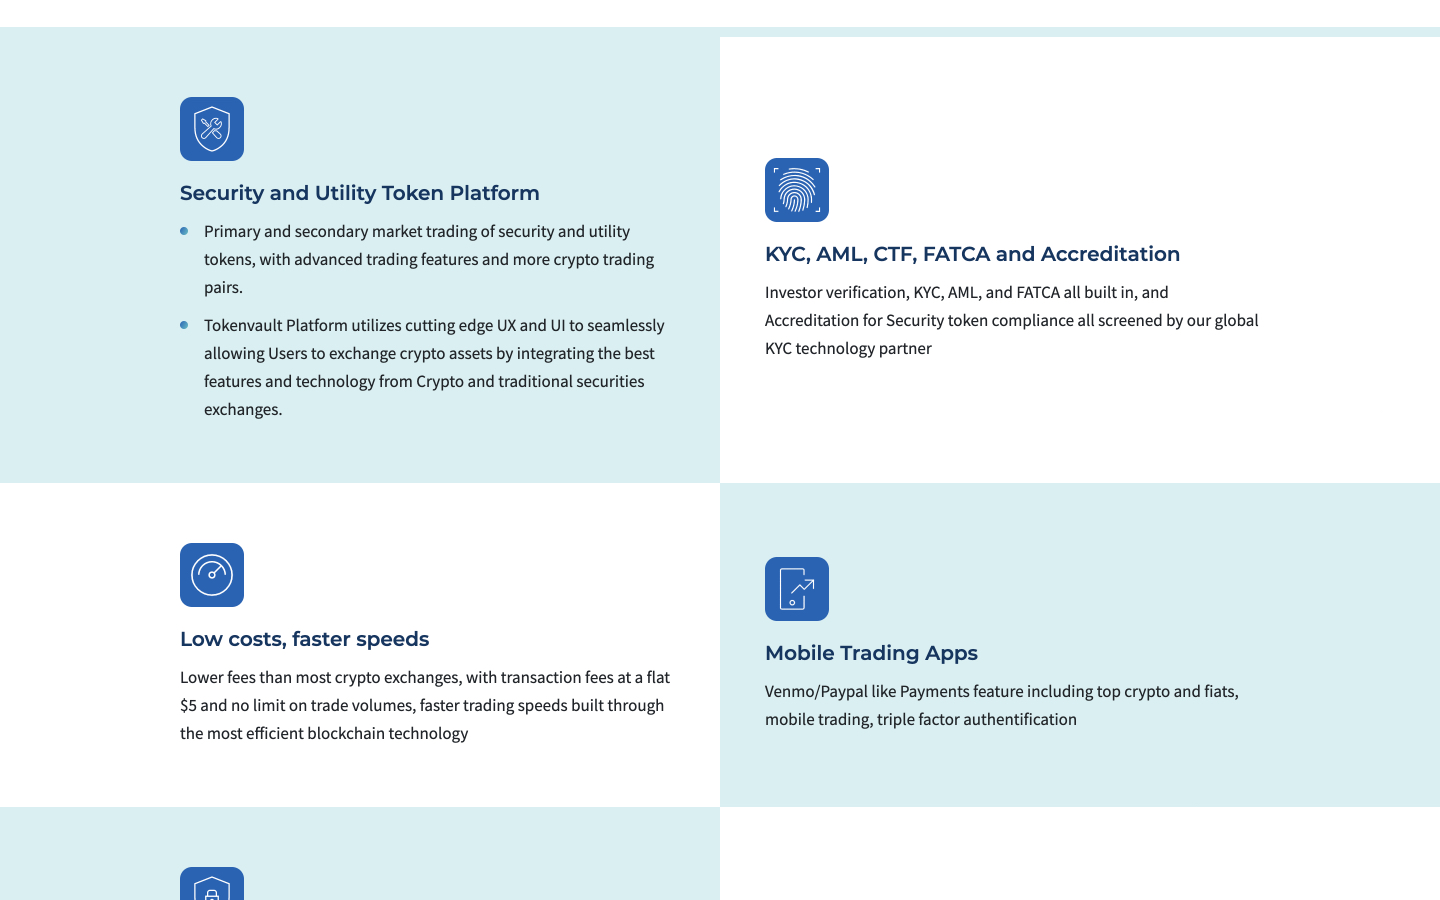 Security and Utility Token Platform
Primary and secondary market trading of security and utility
tokens, with advanced trading features and more crypto trading
pairs.
Tokenvault Platform utilizes cutting edge UX and UI to seamlessly
allowing Users to exchange crypto assets by integrating the best
features and technology from Crypto and traditional securities
exchanges.
KYC, AML, CTF, FATCA and Accreditation
Investor verification, KYC, AML, and FATCA all built in, and
Accreditation for Security token compliance all screened by our global
KYC technology partner
Low costs, faster speeds
Lower fees than most crypto exchanges, with transaction fees at a flat
$5 and no limit on trade volumes, faster trading speeds built through
the most efficient blockchain technology
Mobile Trading Apps
Venmo/Paypal like Payments feature including top crypto and fiats,
mobile trading, triple factor authentification